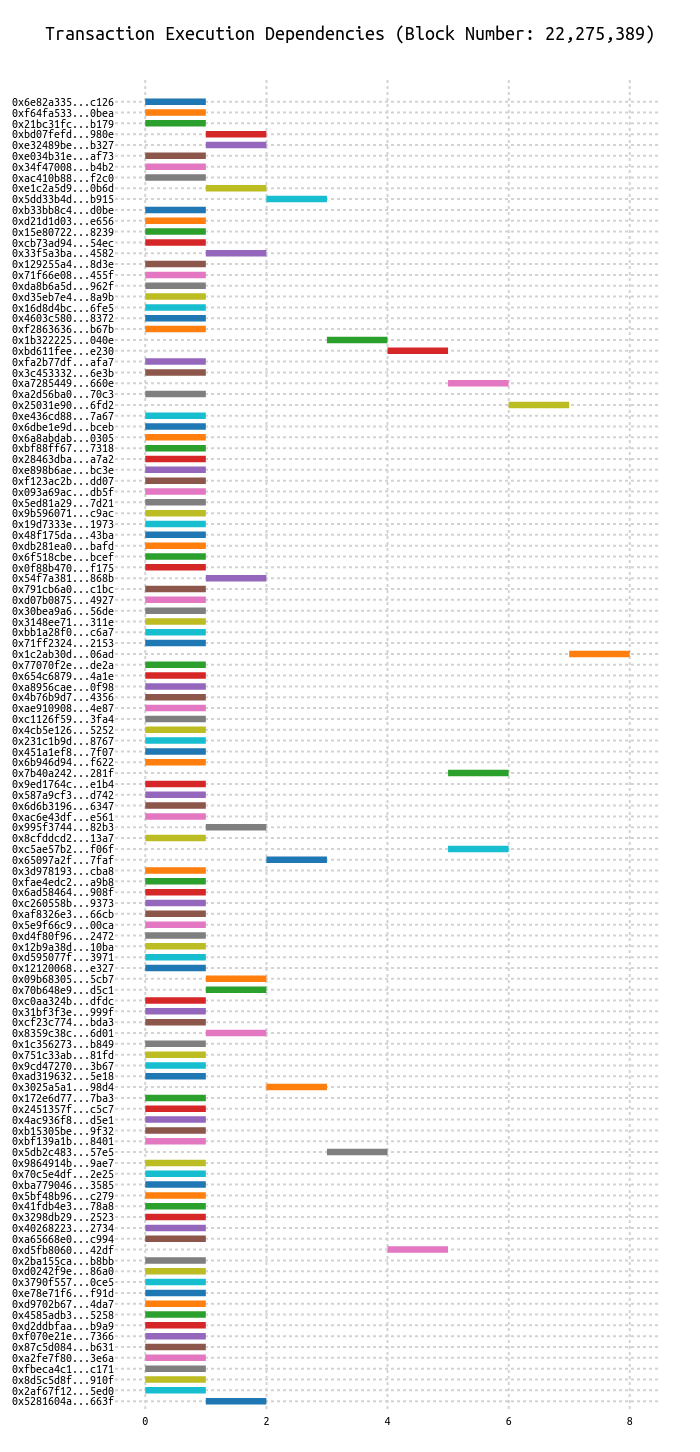 Transaction Execution Dependencies (Block Number: 22,275,389)
0x6e82a335...c126
0xf64fa533...0bea
0x21bc31fc...b179
0xbd07fefd...980e
0xe32489be...b327
0xe034b31e...af73
0x34f47008...b4b2
0xac410b88...f2c0
0xe1c2a5d9...0b6d
0x5dd33b4d...b915
0xb33bb8c4...d0be
0xd21d1d03...e656
0x15e80722...8239
0xcb73ad94...54ec
0x33f5a3ba...4582
0x129255a4...8d3e
0x71f66e08...455f
0xda8b6a5d...962f
0xd35eb7e4...8a9b
0x16d8d4bc...6fe5
0x4603c580...8372
0xf2863636...b67b
0x1b322225...040e
0xbd611fee...e230
0xfa2b77df...afa7
0x3c453332...6e3b
0xa7285449...660e
0xa2d56ba0...70c3
0x25031e90...6fd2
0xe436cd88...7a67
0x6dbe1e9d...bceb
0x6a8abdab...0305
0xbf88ff67...7318
0x28463dba...a7a2
0xe898b6ae...bc3e
0xf123ac2b...dd07
0x093a69ac...db5f
0x5ed81a29...7d21
0x9b596071...c9ac
0x19d7333e...1973
0x48f175da...43ba
0xdb281ea0...bafd
0x6f518cbe...bcef
0x0f88b470...f175
0x54f7a381...868b
0x791cb6a0...c1bc
0xd07b0875...4927
0x30bea9a6...56de
0x3148ee71...311e
0xbb1a28f0...c6a7
0x71ff2324...2153
0x1c2ab30d...06ad
0x77070f2e...de2a
0x654c6879...4a1e
0xa8956cae...0f98
0x4b76b9d7...4356
0xae910908...4e87
0xc1126f59...3fa4
0x4cb5e126...5252
0x231c1b9d...8767
0x451a1ef8...7f07
0x6b946d94...f622
0x7b40a242...281f
0x9ed1764c...e1b4
0x587a9cf3...d742
0x6d6b3196...6347
0xac6e43df...e561
0x995f3744...82b3
0x8cfddcd2...13a7
0xc5ae57b2...f06f
0x65097a2f...7faf
0x3d978193...cba8
0xfae4edc2...a9b8
0x6ad58464...908f
0xc260558b...9373
0xaf8326e3...66cb
0x5e9f66c9...00ca
0xd4f80f96...2472
0x12b9a38d...10ba
0xd595077f...3971
0x12120068...e327
0x09b68305...5cb7
0x70b648e9...d5c1
0xc0aa324b...dfdc
0x31bf3f3e...999f
0xcf23c774...bda3
0x8359c38c...6d01
0x1c356273...b849
0x751c33ab...81fd
0x9cd47270...3b67
0xad319632...5e18
0x3025a5a1...98d4
0x172e6d77...7ba3
0x2451357f...c5c7
0x4ac936f8...d5e1
0xb15305be...9f32
0xbf139a1b...8401
0x5db2c483...57e5
0x9864914b...9ae7
0x70c5e4df...2e25
0xba779046...3585
0x5bf48b96...c279
0x41fdb4e3...78a8
0x3298db29...2523
0x40268223...2734
0xa65668e0...c994
0xd5fb8060...42df
0x2ba155ca...b8bb
0xd0242f9e...86a0
0x3790f557...0ce5
0xe78e71f6...f91d
0xd9702b67...4da7
0x4585adb3...5258
0xd2ddbfaa...b9a9
0xf070e21e...7366
0x87c5d084...b631
0xa2fe7f80...3e6a
0xfbeca4c1...c171
0x8d5c5d8f...910f
0x2af67f12...5ed0
0x5281604a...663f
0 2 4 6 8